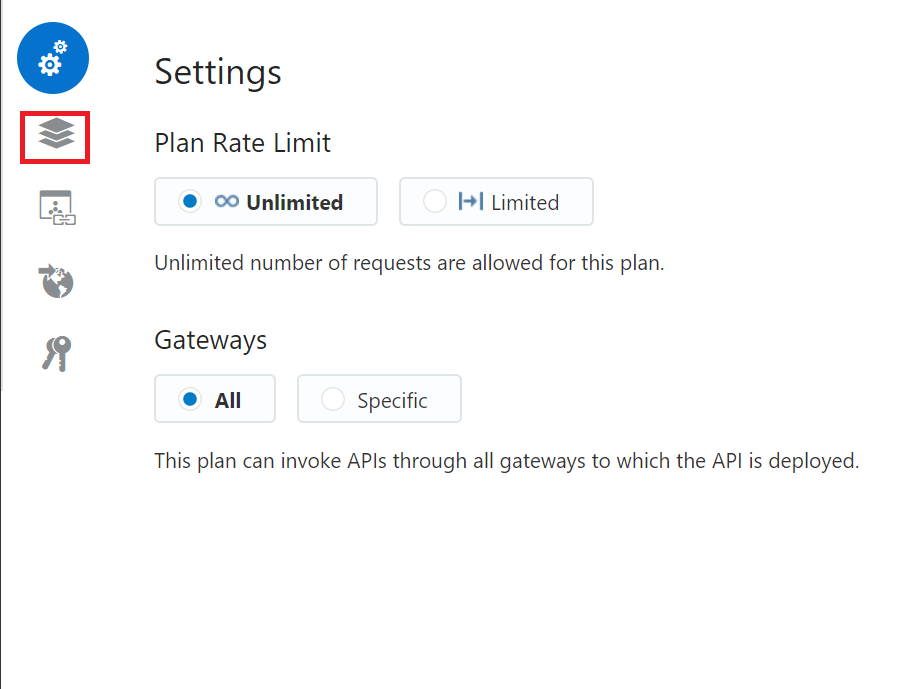 Settings
Plan Rate Limit
Unlimited Limited
Unlimited number of requests are allowed for this plan.
Gateways
All Specific
This plan can invoke APIs through all gateways to which the API is deployed.